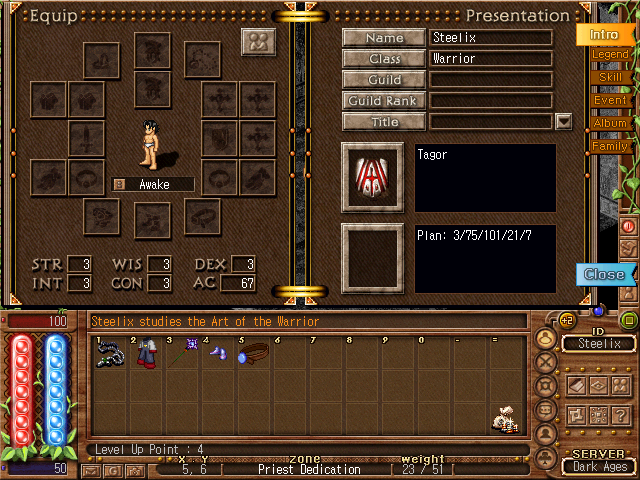 Equip
Presentation
Name Steelix
Class Warrior
Guild
Guild Rank
Title
Intro
Legend
Skill
Event
Album
Family
Awake
Tagor
Plan: 3/75/101/21/7
STR 3 WIS 3 DEX 3
INT 3 CON 3 AC 67
Close
100
Steelix studies the Art of the Warrior
+2
ID
Steelix
1 2 3 4 5 6 7 8 9 0 - =
Level Up Point : 4
x y zone weight
50
G
5, 6 [ Priest Dedication [ 23 / 51 [
?
SERVER
Dark Ages